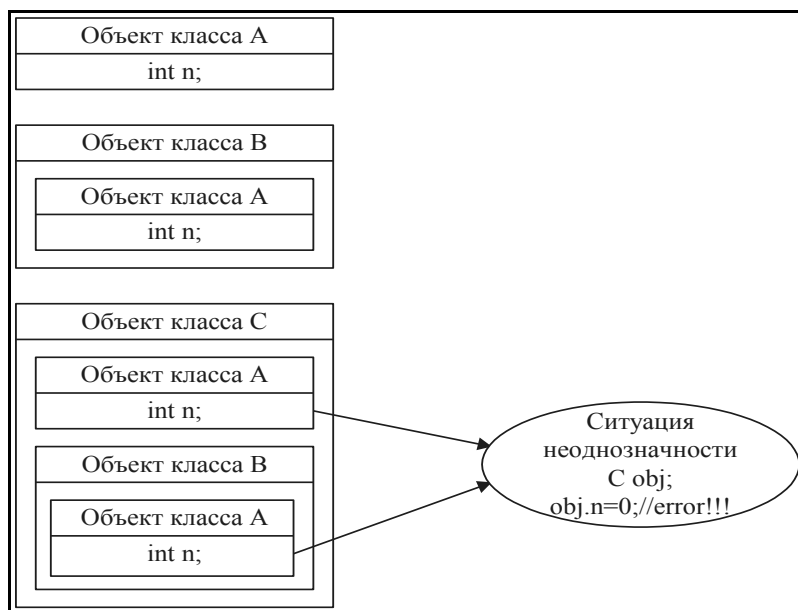 Объект класса А
int n;
Объект класса В
Объект класса А
int n;
Объект класса С
Объект класса А
int n;
Объект класса В
Объект класса А
int n;
Ситуация
неоднозначности
C obj;
obj.n=0;//error!!!